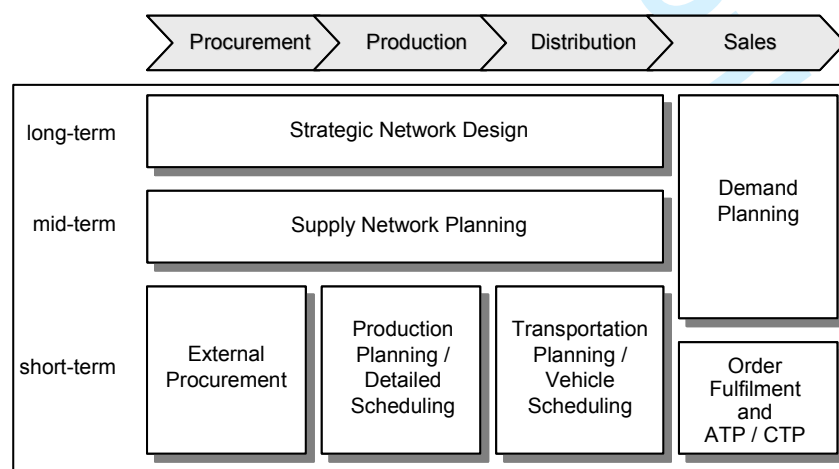 Procurement
Production
Distribution
Sales
long-term
Strategic Network Design
Demand
Planning
mid-term
Supply Network Planning
short-term
External
Procurement
Production
Planning /
Detailed
Scheduling
Transportation
Planning /
Vehicle
Scheduling
Order
Fulfilment
and
ATP / CTP